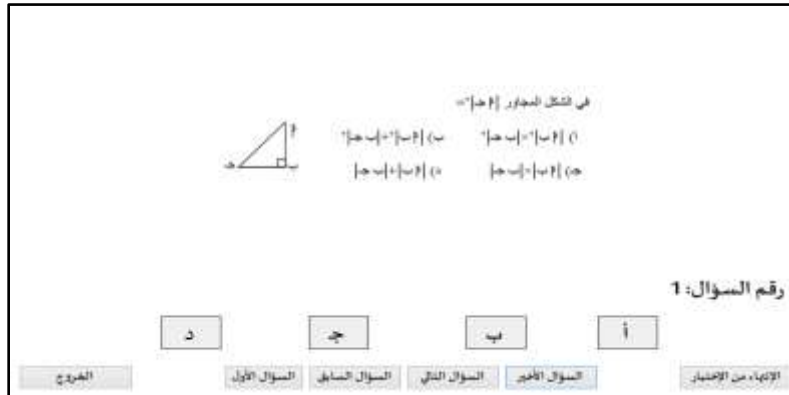 في الشكل المجاور |أ جـ|²=
أ) |أ ب|²-|ب جـ|² ب) |أ ب|²+|ب جـ|²
جـ) |أ ب|-|ب جـ| د) |أ ب|+|ب جـ|
أ
جـ ب
رقم السؤال: 1
أ ب جـ د
الإنتهاء من الإختبار السؤال الأخير السؤال التالي السؤال السابق السؤال الأول الخروج